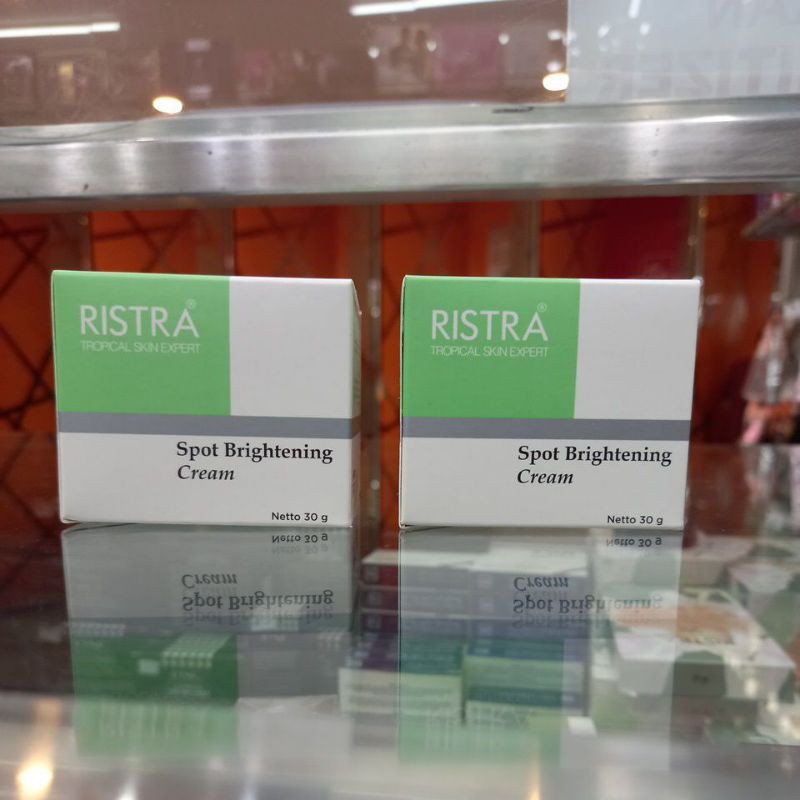 RISTRA®
TROPICAL SKIN EXPERT
Spot Brightening
Cream
Netto 30 g
RISTRA®
TROPICAL SKIN EXPERT
Spot Brightening
Cream
Netto 30 g